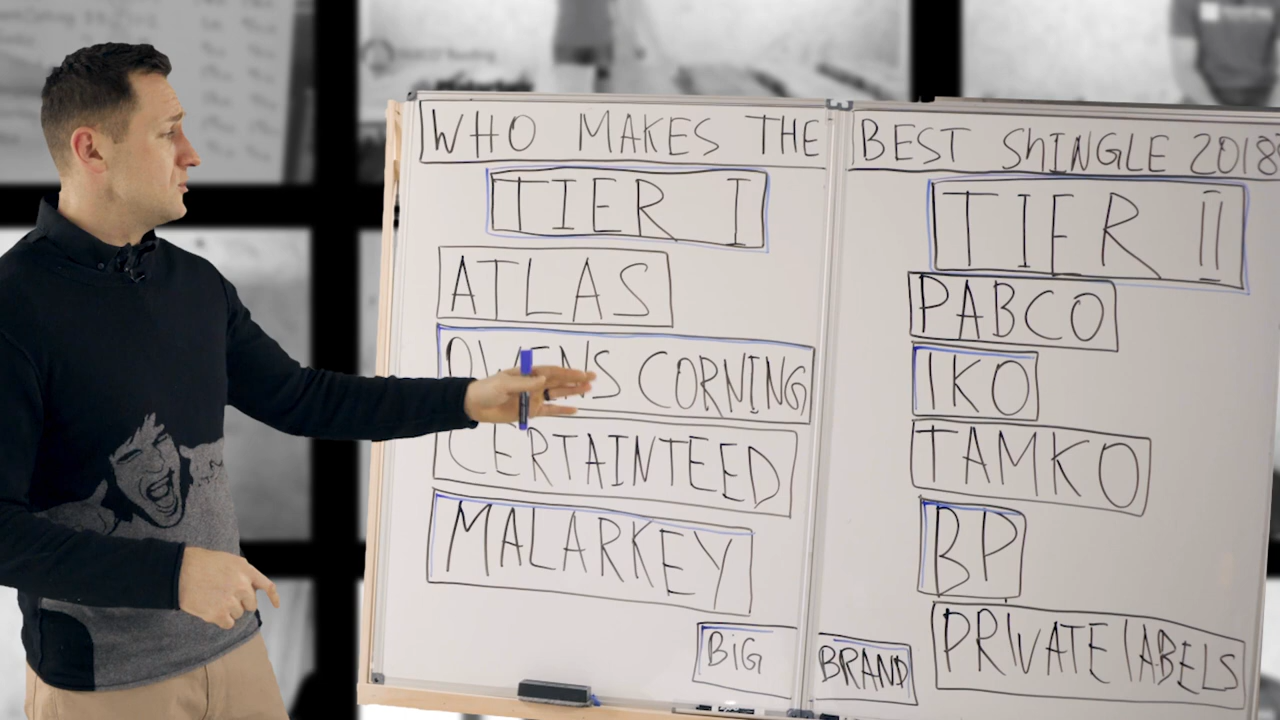 WHO MAKES THE BEST ShINGLE 2018
TIER I
ATLAS
OWENS CORNING
CERTAINTEED
MALARKEY
TIER II
PABCO
IKO
TAMKO
BP
PRIVATE lABELS
BiG BRAND